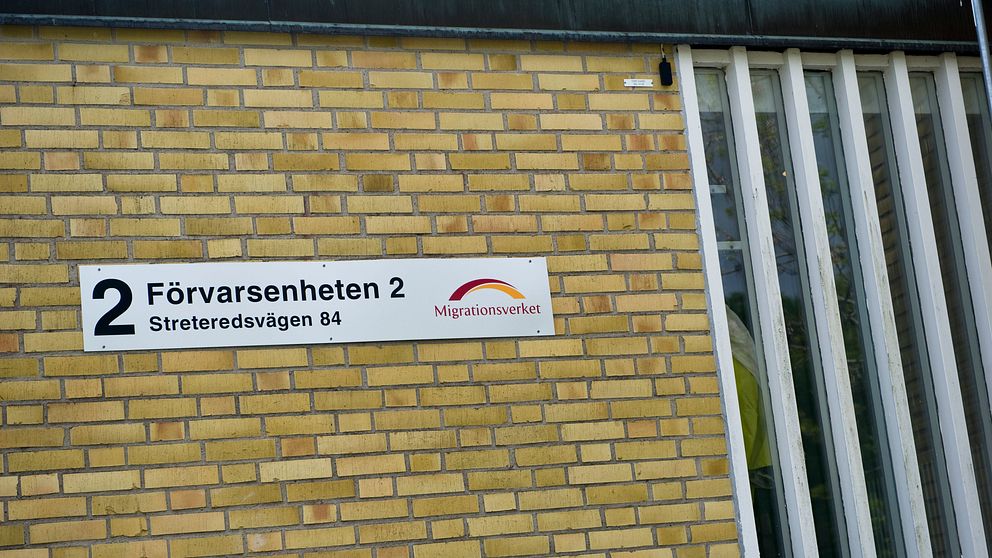 2
Förvarsenheten 2
Streteredsvägen 84
Migrationsverket